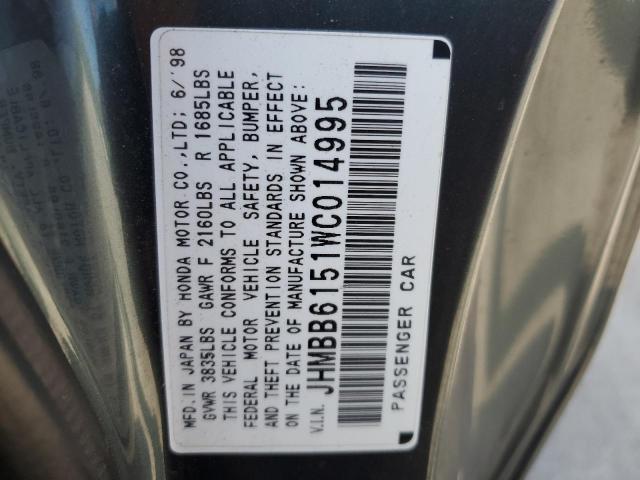 MFD. IN JAPAN BY HONDA MOTOR CO., LTD; 6/'98
GVWR 3835LBS GAWR F 2160LBS R 1685LBS
THIS VEHICLE CONFORMS TO ALL APPLICABLE
FEDERAL MOTOR VEHICLE SAFETY, BUMPER,
AND THEFT PREVENTION STANDARDS IN EFFECT
ON THE DATE OF MANUFACTURE SHOWN ABOVE:
V.I.N. JHMBB6151WC014995
PASSENGER CAR